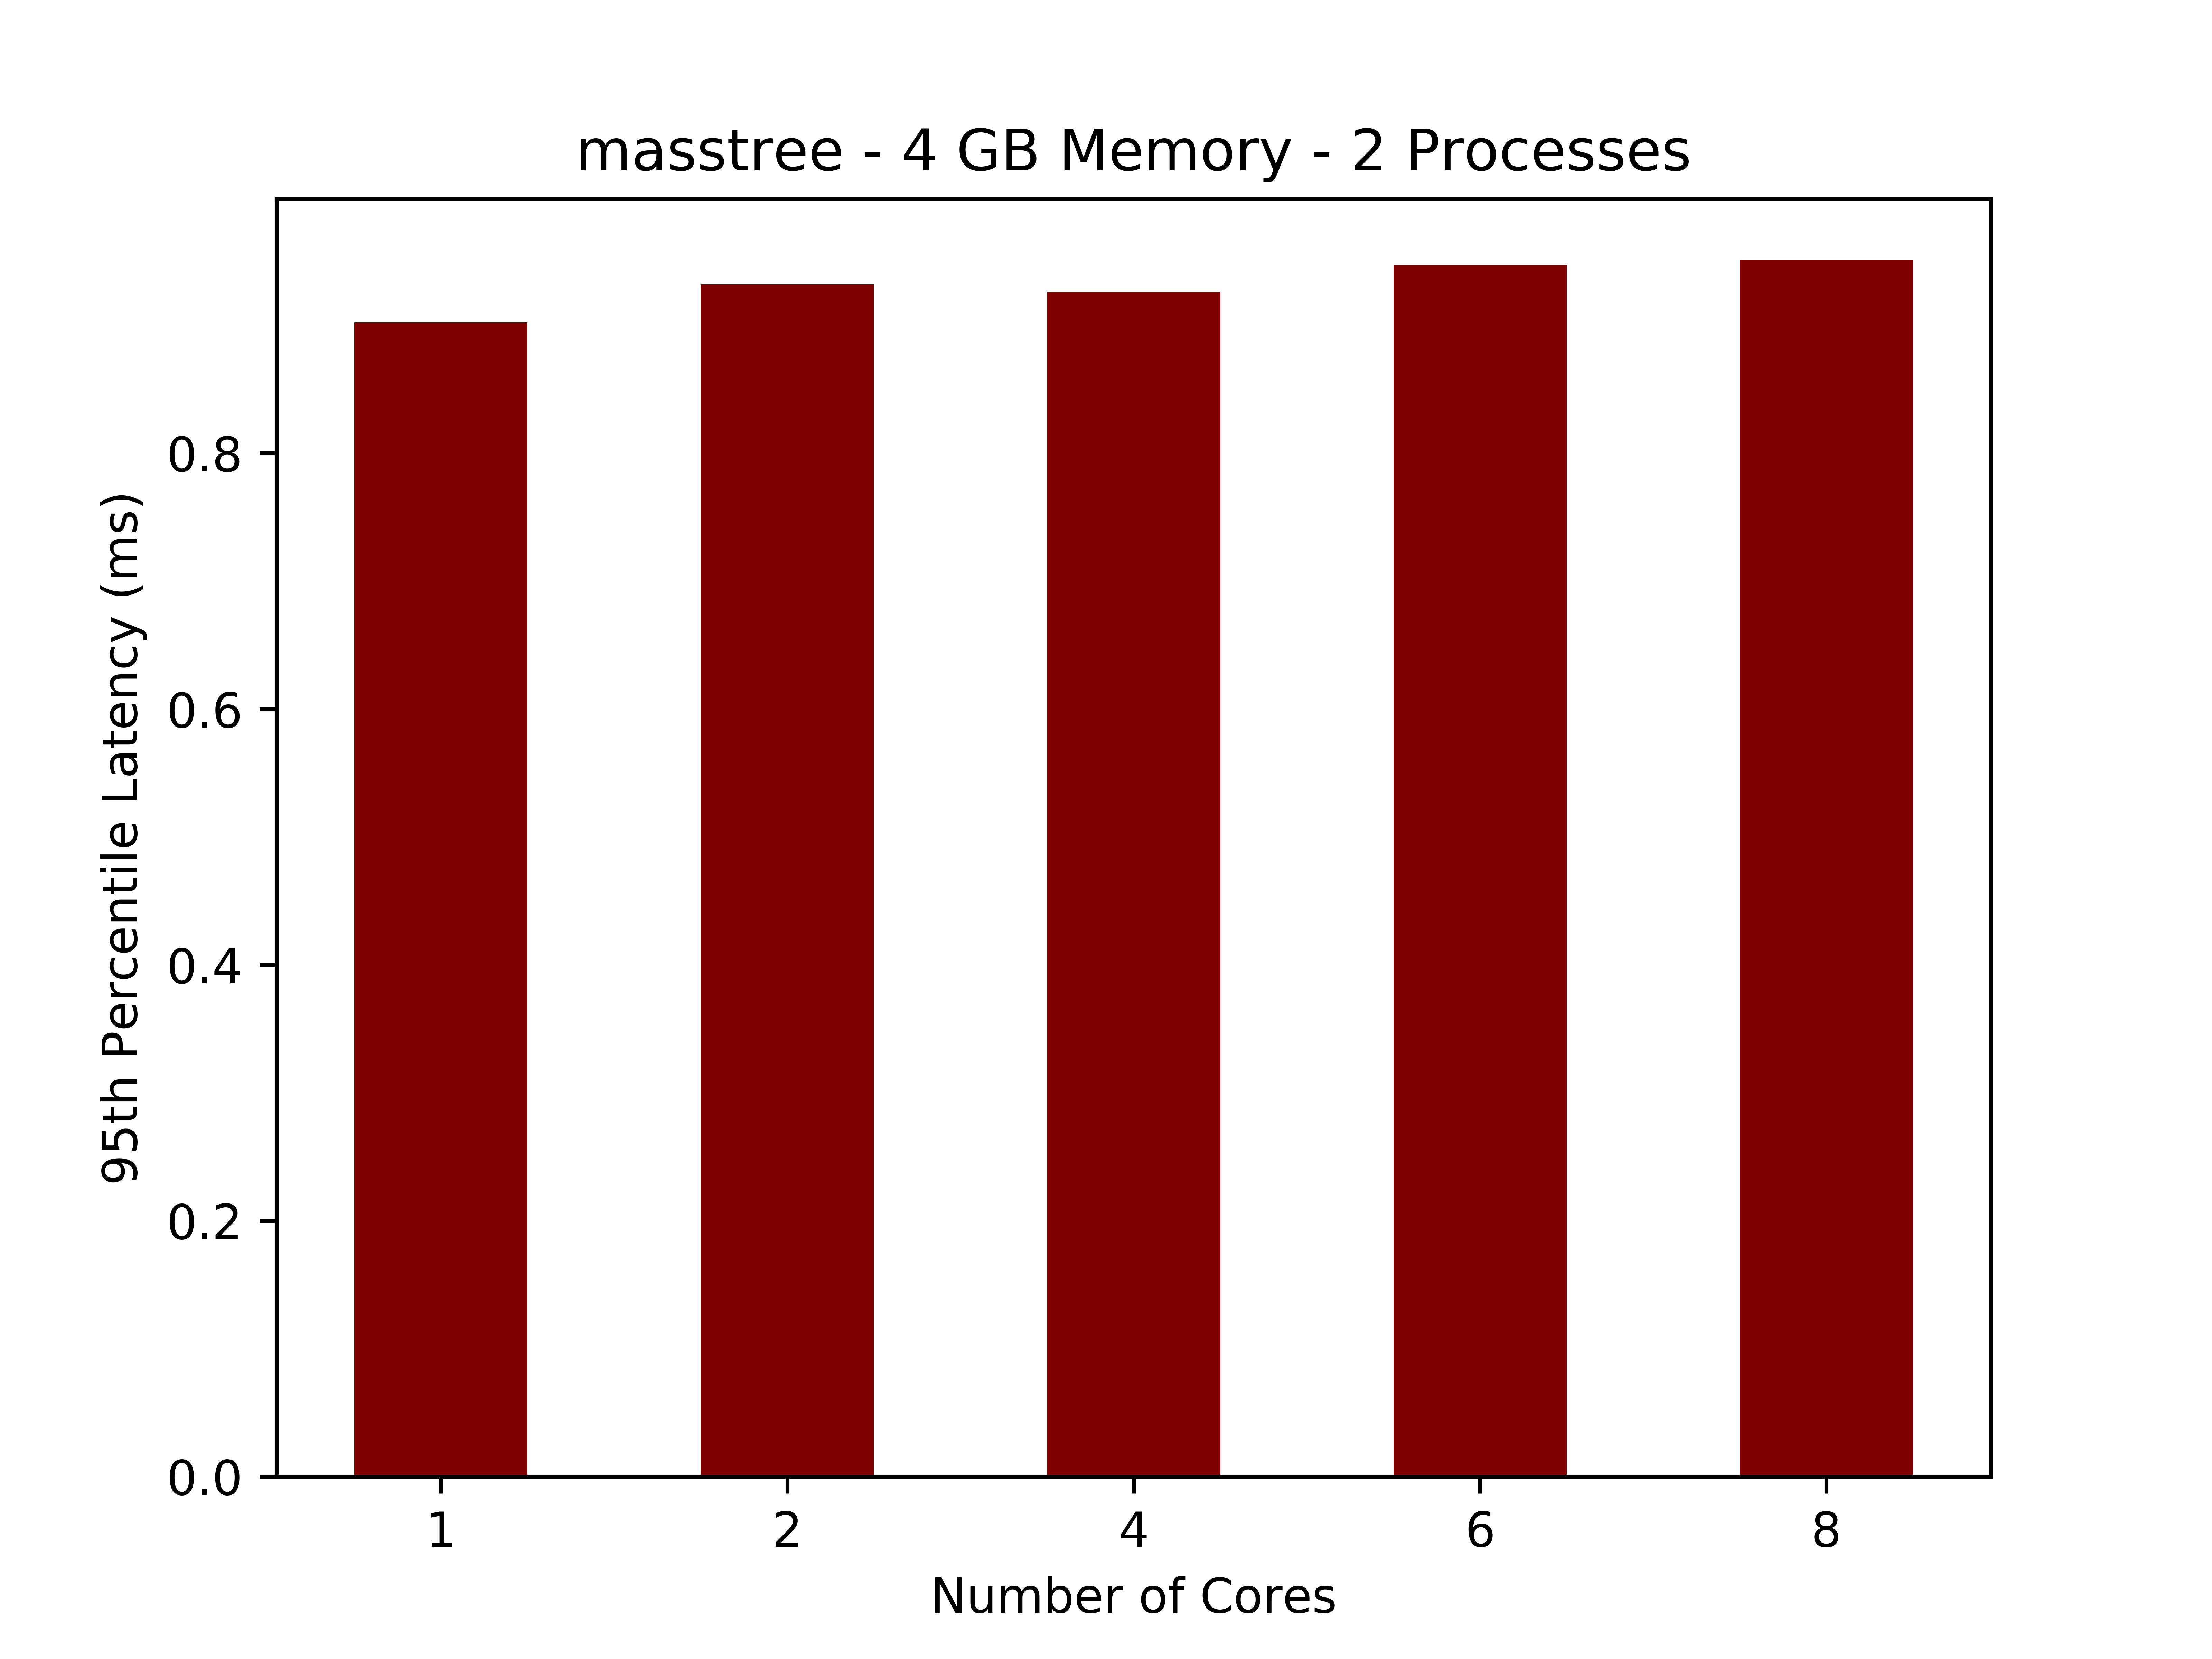 masstree - 4 GB Memory - 2 Processes
95th Percentile Latency (ms)
0.8
0.6
0.4
0.2
0.0
1 2 4 6 8
Number of Cores